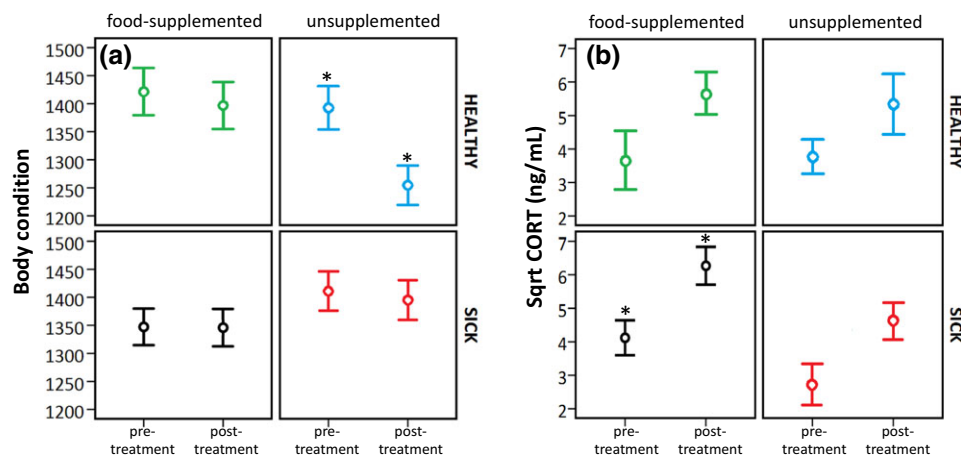 food-supplemented unsupplemented
(a)
Body condition
1500
1450
1400
1350
1300
1250
1200
* *
HEALTHY
1500
1450
1400
1350
1300
1250
1200
SICK
pre-treatment post-treatment pre-treatment post-treatment
food-supplemented unsupplemented
(b)
Sqrt CORT (ng/mL)
7
6
5
4
3
2
HEALTHY
7
6
5
4
3
2
* *
SICK
pre-treatment post-treatment pre-treatment post-treatment